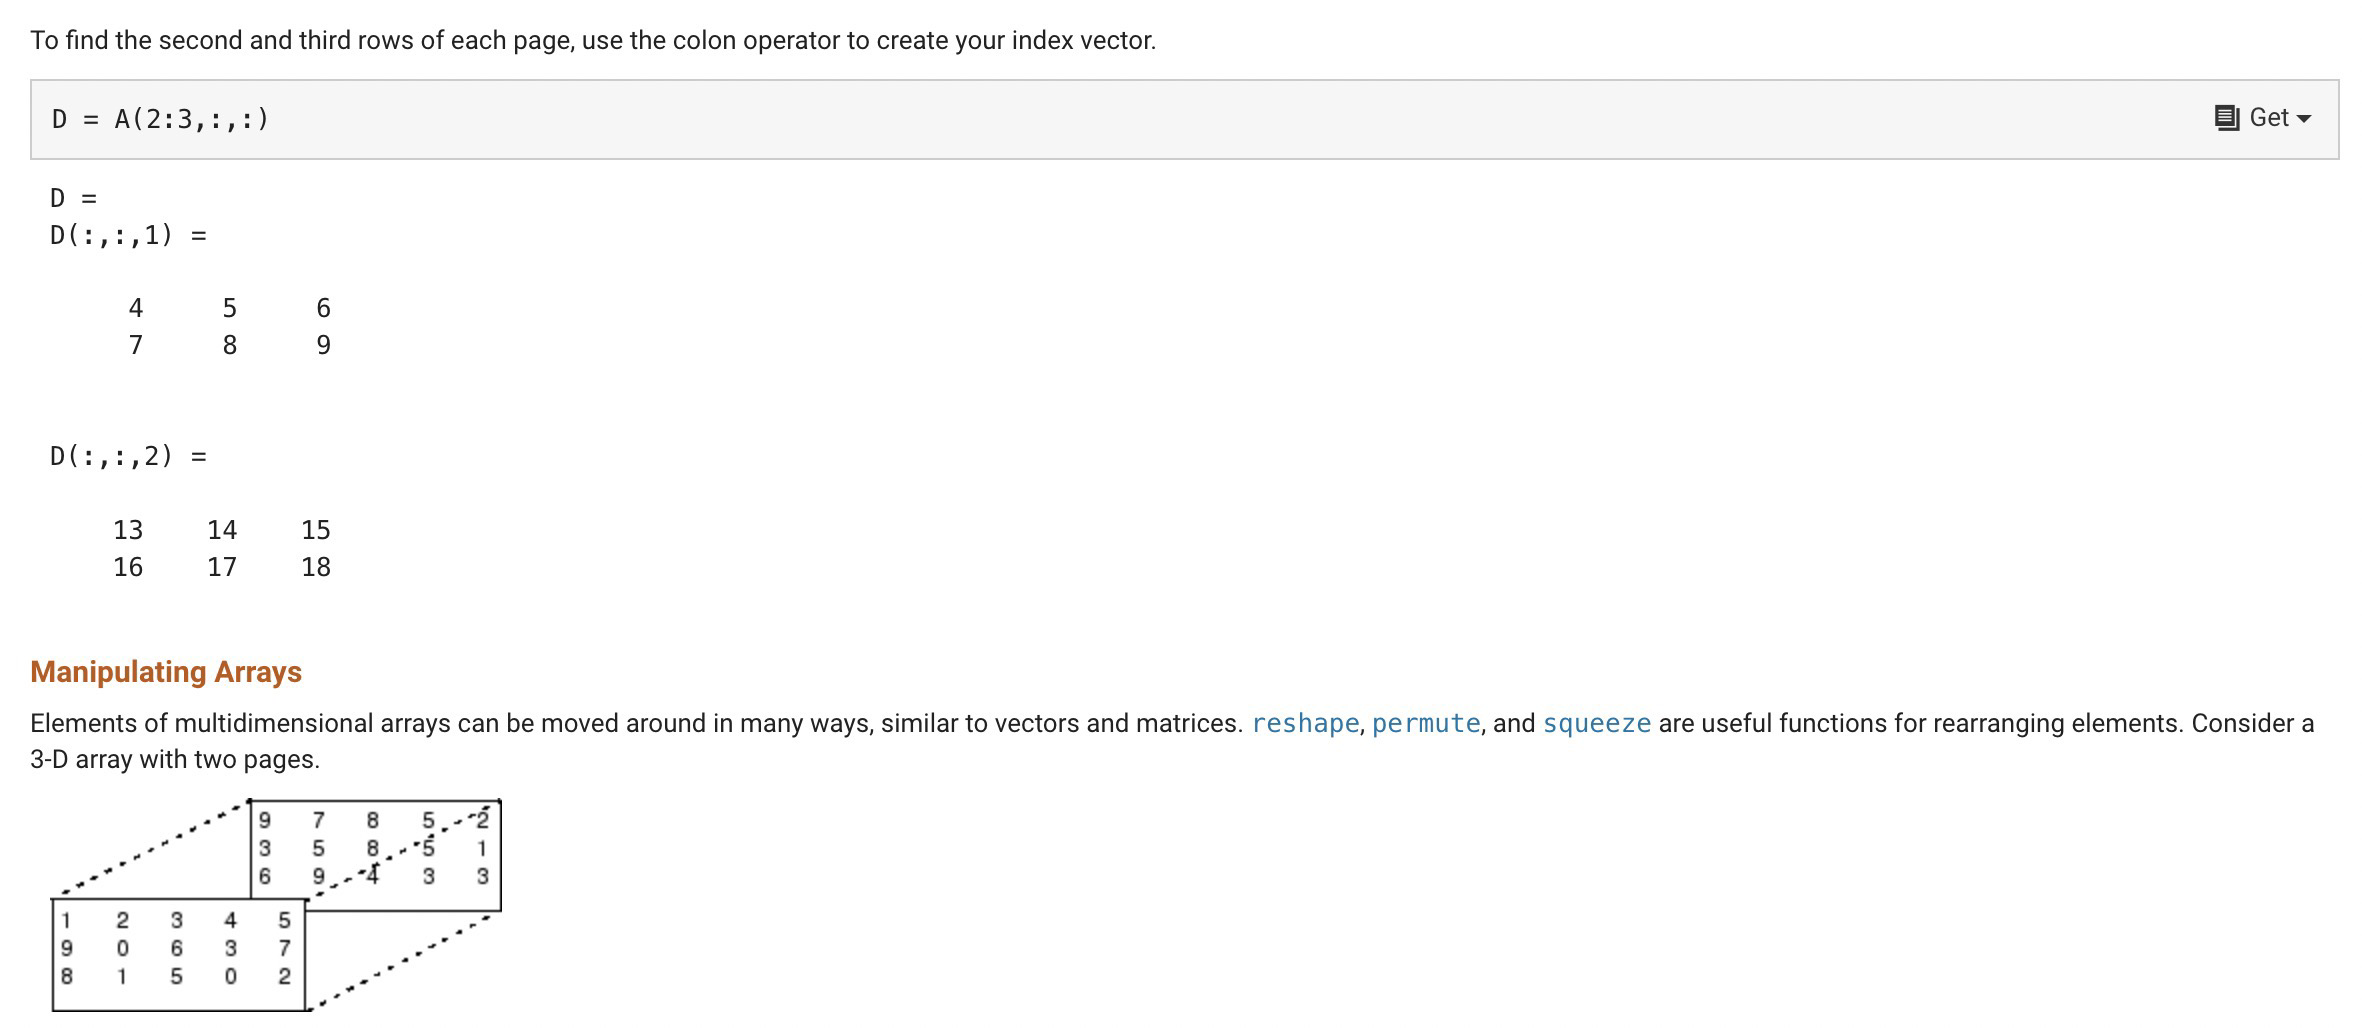 To find the second and third rows of each page, use the colon operator to create your index vector.
D = A(2:3,:,:)
Get
D =
D(:,:,1) =
4 5 6
7 8 9
D(:,:,2) =
13 14 15
16 17 18
Manipulating Arrays
Elements of multidimensional arrays can be moved around in many ways, similar to vectors and matrices. reshape, permute, and squeeze are useful functions for rearranging elements. Consider a
3-D array with two pages.
9 7 8 5 2
3 5 8 5 1
6 9 4 3 3
1 2 3 4 5
9 0 6 3 7
8 1 5 0 2